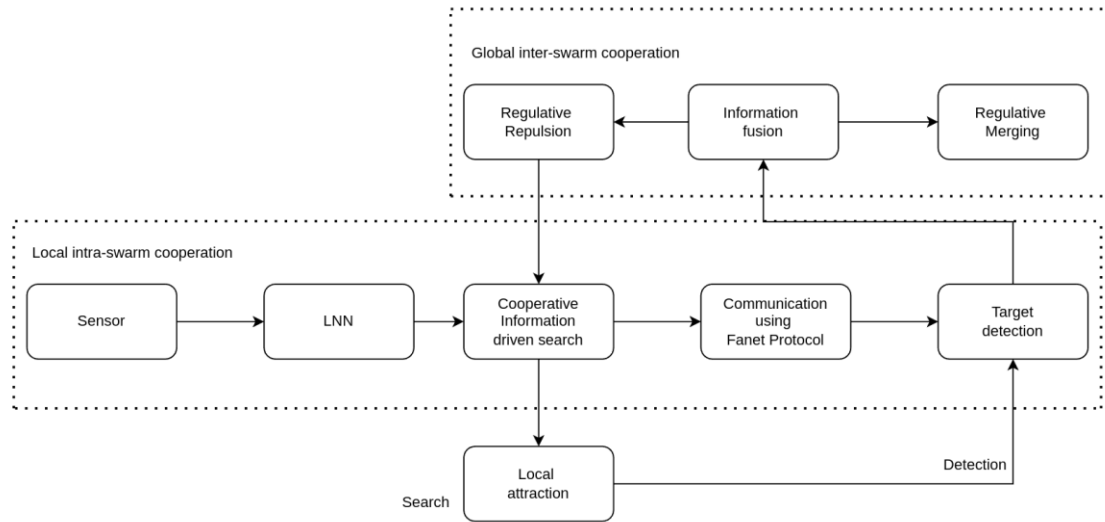 Global inter-swarm cooperation
Regulative
Repulsion
Information
fusion
Regulative
Merging
Local intra-swarm cooperation
Sensor
LNN
Cooperative
Information
driven search
Communication
using
Fanet Protocol
Target
detection
Local
attraction
Search
Detection